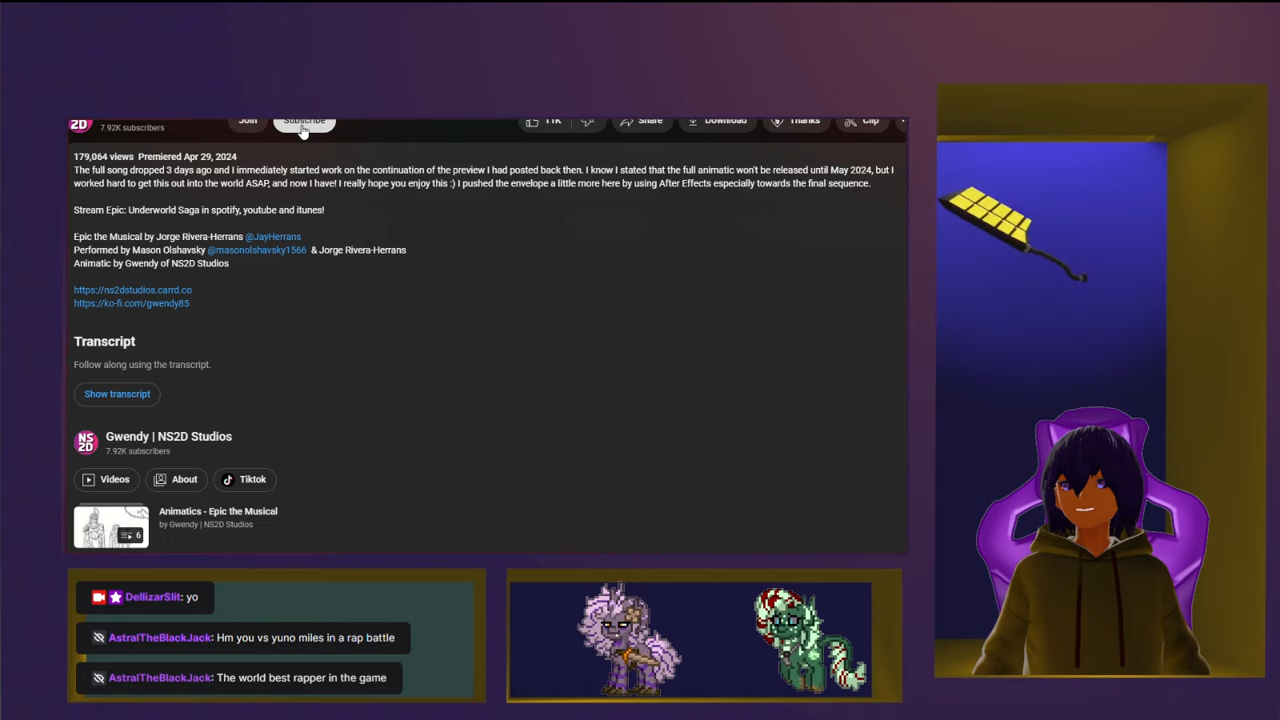 2D
7.92K subscribers
Join
Subscribe
11K
Share
Download
Thanks
Clip
179,064 views Premiered Apr 29, 2024
The full song dropped 3 days ago and I immediately started work on the continuation of the preview I had posted back then. I know I stated that the full animatic won't be released until May 2024, but I
worked hard to get this out into the world ASAP, and now I have! I really hope you enjoy this :) I pushed the envelope a little more here by using After Effects especially towards the final sequence.
Stream Epic: Underworld Saga in spotify, youtube and itunes!
Epic the Musical by Jorge Rivera-Herrans @JayHerrans
Performed by Mason Olshavsky @masonolshavsky1566 & Jorge Rivera-Herrans
Animatic by Gwendy of NS2D Studios
https://ns2dstudios.carrd.co
https://ko-fi.com/gwendy85
Transcript
Follow along using the transcript.
Show transcript
NS
2D
Gwendy | NS2D Studios
7.92K subscribers
Videos
About
Tiktok
6
Animatics - Epic the Musical
by Gwendy | NS2D Studios
DellizarSlit: yo
AstralTheBlackJack: Hm you vs yuno miles in a rap battle
AstralTheBlackJack: The world best rapper in the game